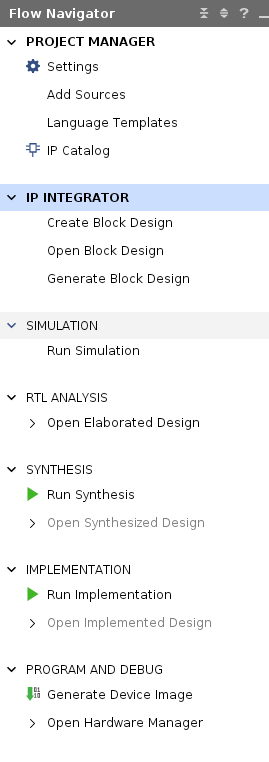 Flow Navigator
PROJECT MANAGER
Settings
Add Sources
Language Templates
IP Catalog
IP INTEGRATOR
Create Block Design
Open Block Design
Generate Block Design
SIMULATION
Run Simulation
RTL ANALYSIS
Open Elaborated Design
SYNTHESIS
Run Synthesis
Open Synthesized Design
IMPLEMENTATION
Run Implementation
Open Implemented Design
PROGRAM AND DEBUG
Generate Device Image
Open Hardware Manager